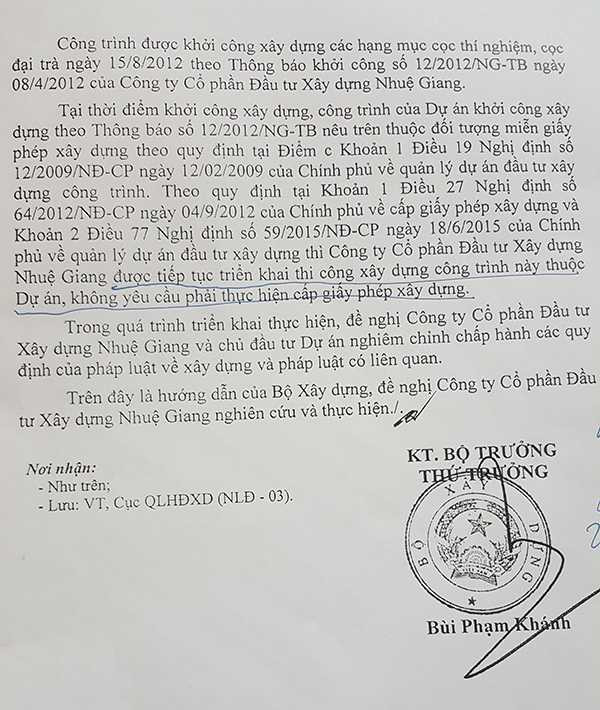 Công trình được khởi công xây dựng các hạng mục cọc thí nghiệm, cọc
đại trà ngày 15/8/2012 theo Thông báo khởi công số 12/2012/NG-TB ngày
08/4/2012 của Công ty Cổ Phần Đầu tư Xây dựng Nhuệ Giang.
Tại thời điểm khởi công xây dựng, công trình của Dự án khởi công xây
dựng theo Thông báo số 12/2012/NG-TB nêu trên thuộc đối tượng miễn giấy
phép xây dựng theo quy định tại Điểm c Khoản 1 Điều 19 Nghị định số
12/2009/NĐ-CP ngày 12/02/2009 của Chính phủ về quản lý dự án đầu tư xây
dựng công trình. Theo quy định tại Khoản 1 Điều 27 Nghị định số
64/2012/NĐ-CP ngày 04/9/2012 của Chính phủ về cấp giấy phép xây dựng và
Khoản 2 Điều 77 Nghị định số 59/2015/NĐ-CP ngày 18/6/2015 của Chính
phủ về quản lý dự án đầu tư xây dựng thì Công ty Cổ Phần Đầu tư Xây dựng
Nhuệ Giang được tiếp tục triển khai thi công xây dựng công trình này thuộc
Dự án, không yêu cầu phải thực hiện cấp giấy phép xây dựng.
Trong quá trình triển khai thực hiện, đề nghị Công ty Cổ Phần Đầu tư
Xây dựng Nhuệ Giang và chủ đầu tư Dự án nghiêm chỉnh chấp hành các quy
định của pháp luật về xây dựng và pháp luật có liên quan.
Trên đây là hướng dẫn của Bộ Xây dựng, đề nghị Công ty Cổ Phần Đầu
tư Xây dựng Nhuệ Giang nghiên cứu và thực hiện./.
KT. BỘ TRƯỞNG
THỨ TRƯỞNG
Nơi nhận:
- Như trên;
- Lưu: VT, Cục QLHĐXD (NLĐ - 03).
BỘ XÂY DỰNG
Bùi Phạm Khánh